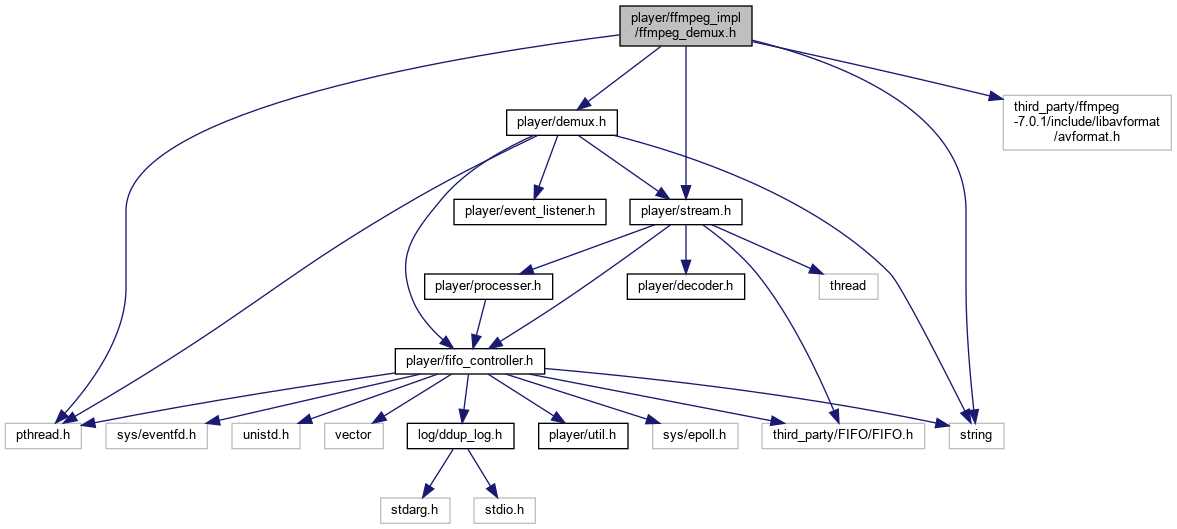 player/ffmpeg_impl
/ffmpeg_demux.h
third_party/ffmpeg
-7.0.1/include/libavformat
/avformat.h
player/demux.h
player/event_listener.h
player/stream.h
player/processer.h
player/decoder.h
thread
player/fifo_controller.h
pthread.h
sys/eventfd.h
unistd.h
vector
log/ddup_log.h
player/util.h
sys/epoll.h
third_party/FIFO/FIFO.h
string
stdarg.h
stdio.h